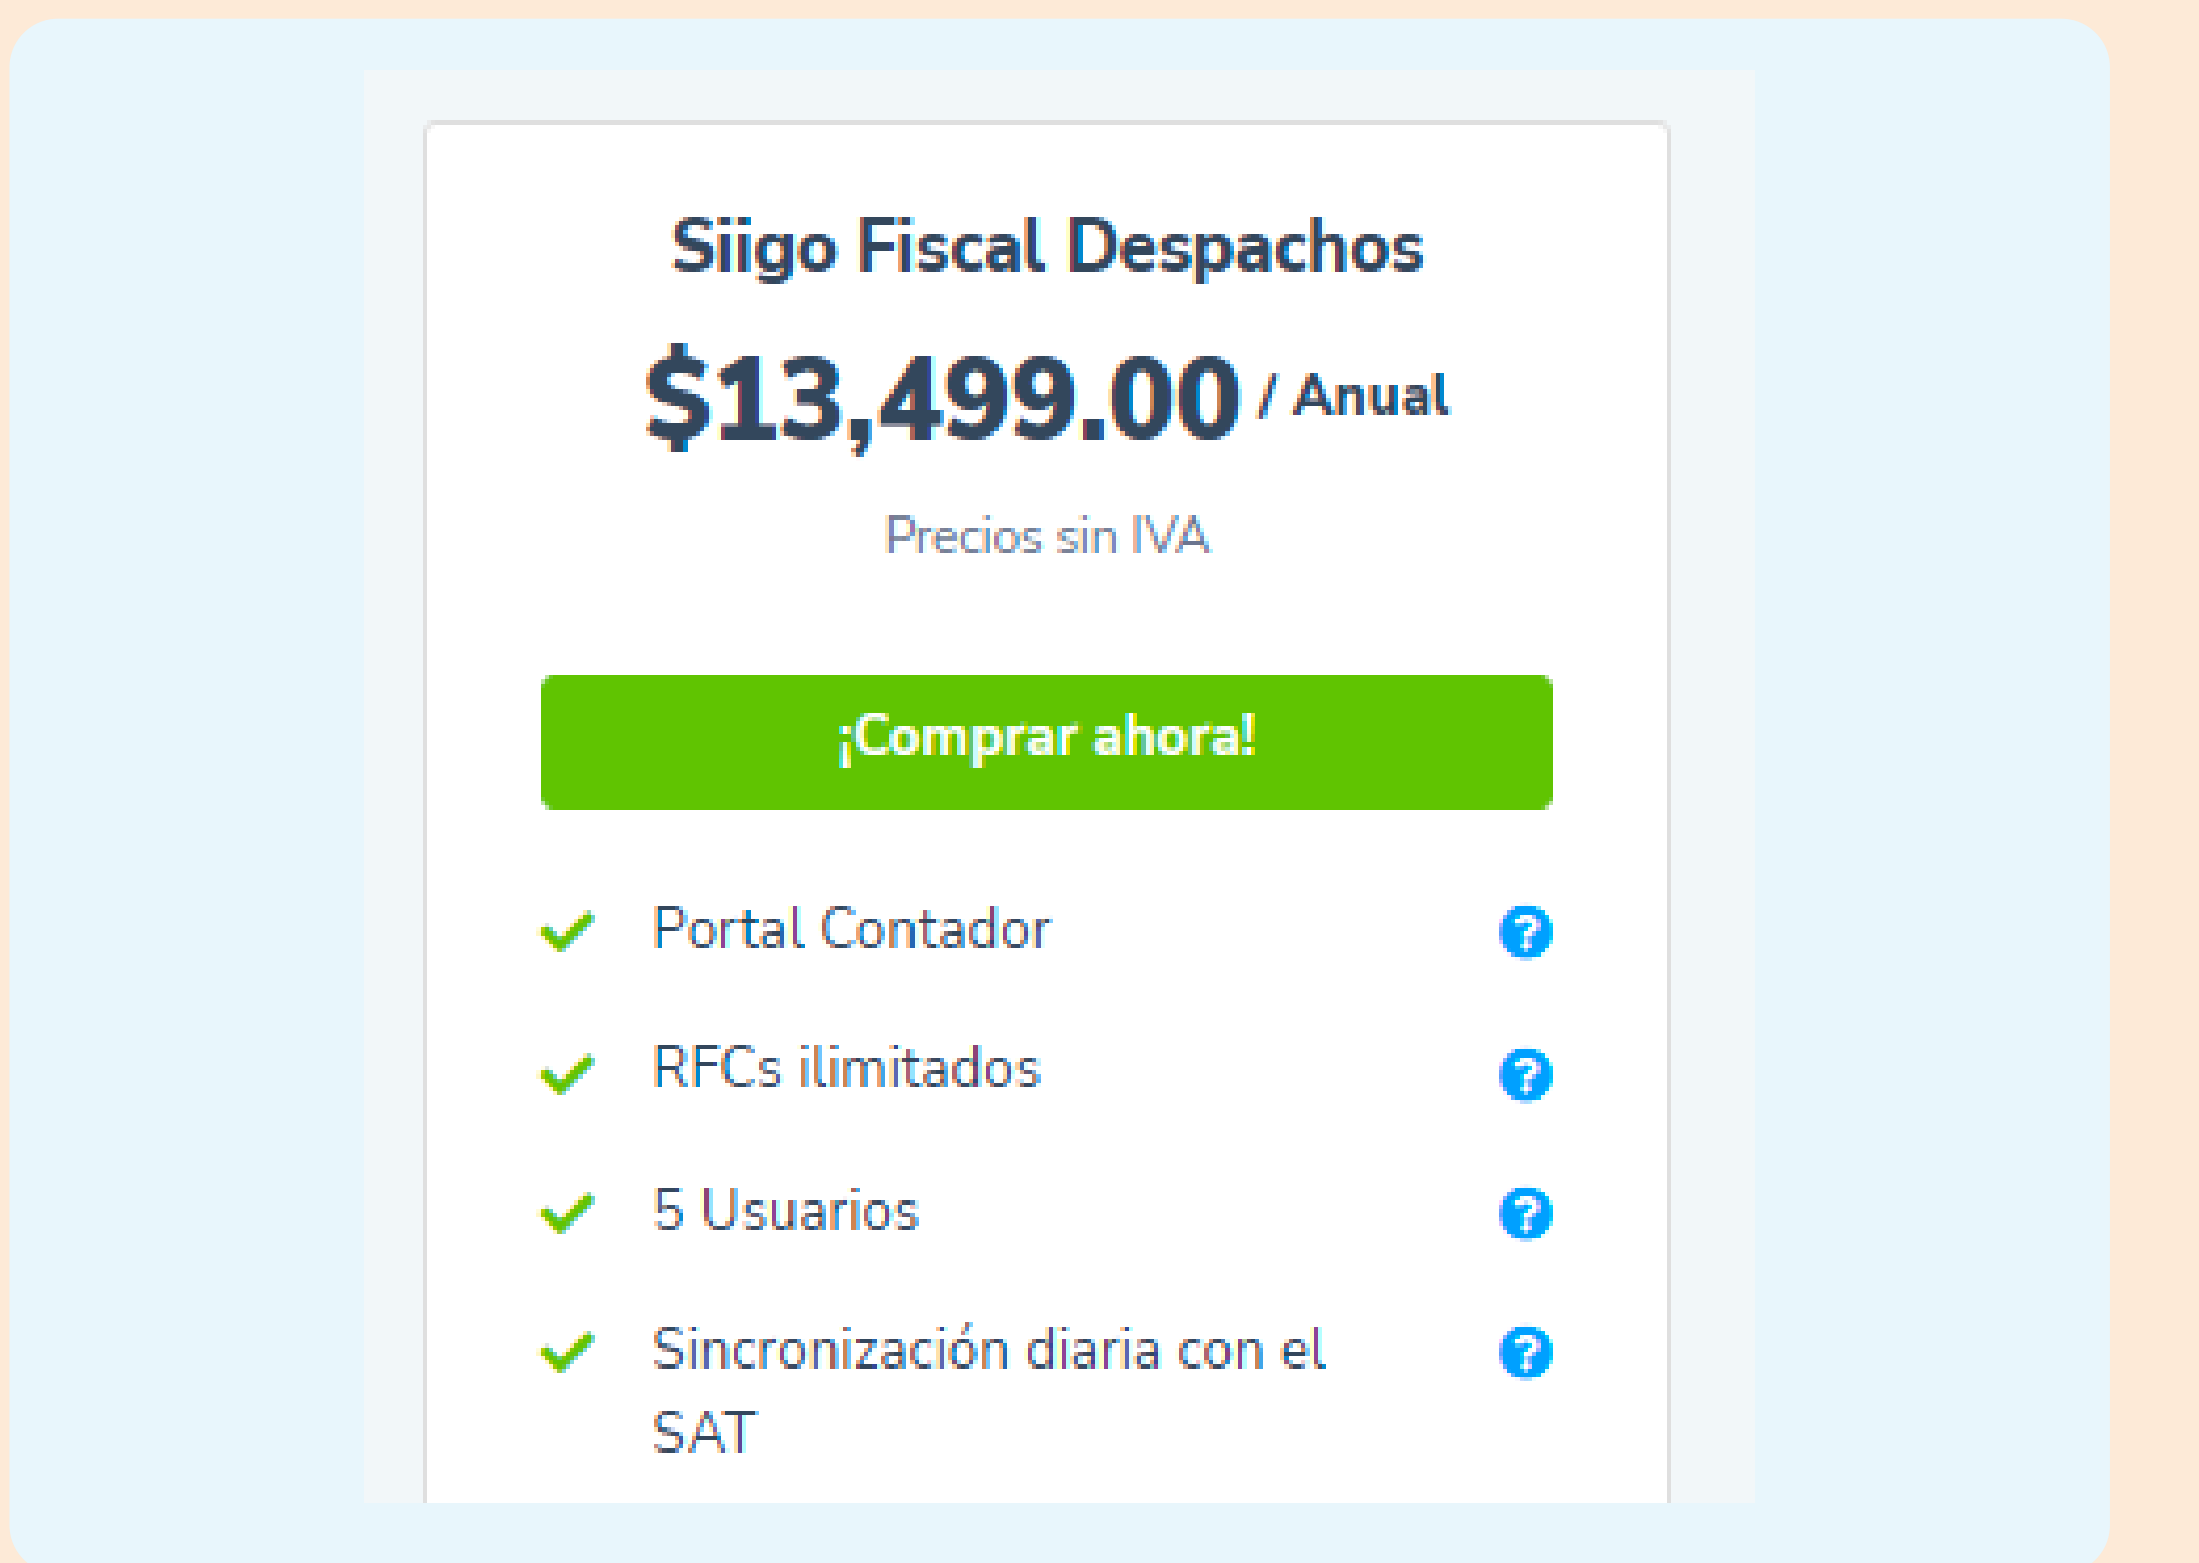 Siigo Fiscal Despachos
$13,499.00 / Anual
Precios sin IVA
¡Comprar ahora!
Portal Contador
RFCs ilimitados
5 Usuarios
Sincronización diaria con el
SAT